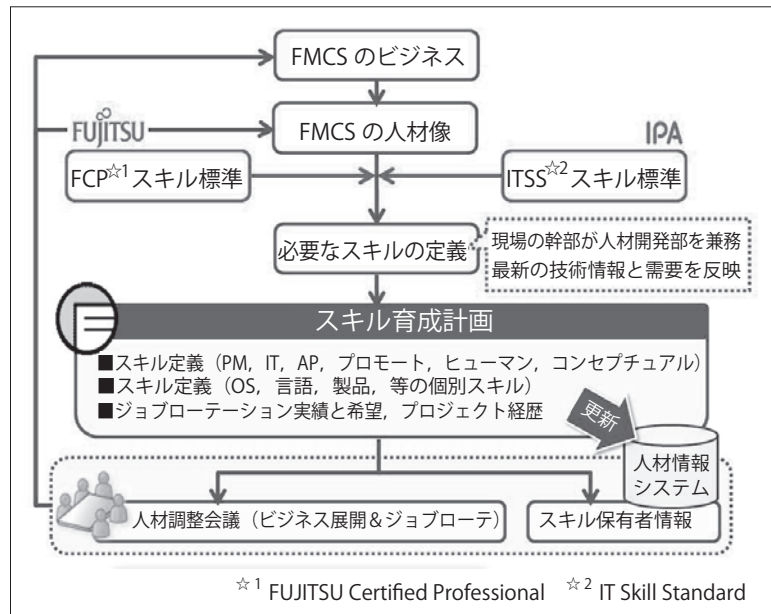 FMCS のビジネス
FUJITSU
FMCS の人材像
IPA
FCP☆1 スキル標準
ITSS☆2 スキル標準
必要なスキルの定義
現場の幹部が人材開発部を兼務
最新の技術情報と需要を反映
スキル育成計画
■スキル定義（PM，IT，AP，プロモート，ヒューマン，コンセプチュアル）
■スキル定義（OS，言語，製品，等の個別スキル）
■ジョブローテーション実績と希望，プロジェクト経歴
更新
人材情報
システム
人材調整会議（ビジネス展開＆ジョブローテ）
スキル保有者情報
☆1 FUJITSU Certified Professional ☆2 IT Skill Standard